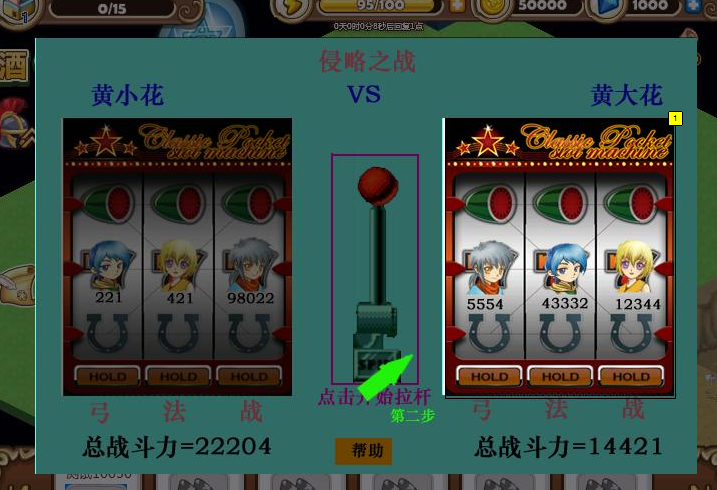 0/15
95/100
50000
1000
0天0时0分8秒后回复1点
酒
侵略之战
黄小花
VS
黄大花
1
Classic Pocket
slot machine
Classic Pocket
slot machine
221
421
98022
5554
43332
12344
SPIN
HOLD
HOLD
HOLD
HOLD
HOLD
HOLD
点击开始拉杆
第二步
弓
法
战
弓
法
战
总战斗力=22204
帮助
总战斗力=14421